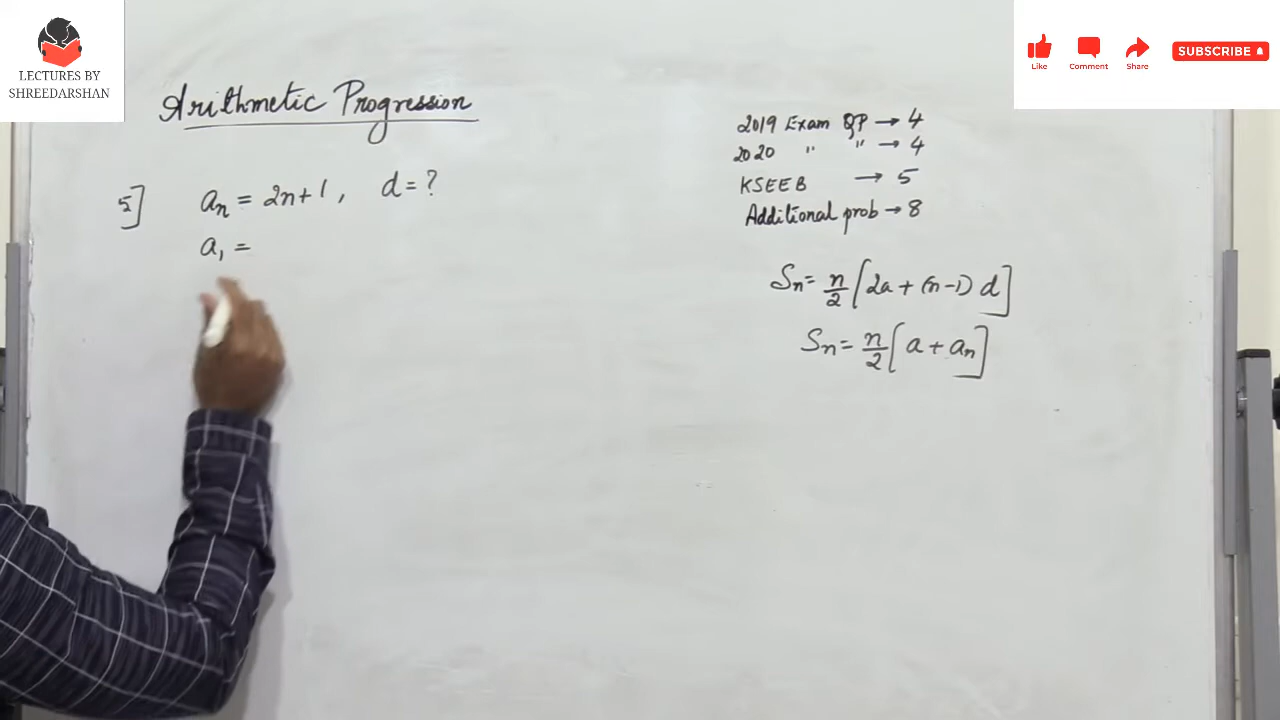 LECTURES BY
SHREEDARSHAN
Like
Comment
Share
SUBSCRIBE
Arithmetic Progression
5] aₙ = 2n+1, d = ?
a₁ =
2019 Exam QP → 4
2020 " " → 4
KSEEB → 5
Additional prob → 8
Sₙ = n/2 [2a + (n-1) d]
Sₙ = n/2 [a + aₙ]